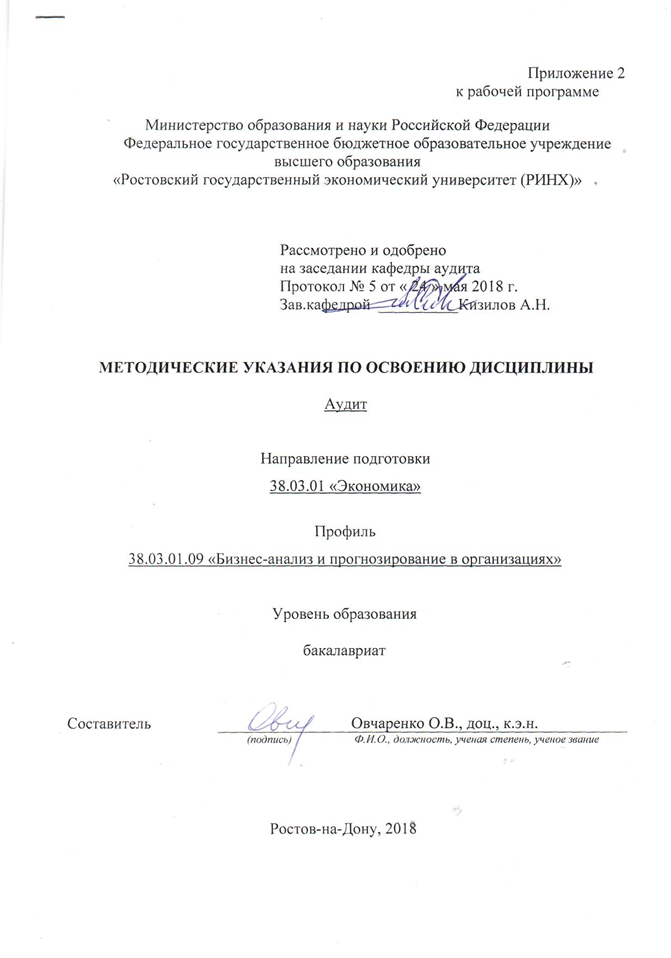 Приложение 2
к рабочей программе
Министерство образования и науки Российской Федерации
Федеральное государственное бюджетное образовательное учреждение
высшего образования
«Ростовский государственный экономический университет (РИНХ)»
Рассмотрено и одобрено
на заседании кафедры аудита
Протокол № 5 от « 24 » мая 2018 г.
Зав.кафедрой __________Кизилов А.Н.
МЕТОДИЧЕСКИЕ УКАЗАНИЯ ПО ОСВОЕНИЮ ДИСЦИПЛИНЫ
Аудит
Направление подготовки
38.03.01 «Экономика»
Профиль
38.03.01.09 «Бизнес-анализ и прогнозирование в организациях»
Уровень образования
бакалавриат
Составитель Овчаренко О.В., доц., к.э.н.
(подпись) Ф.И.О., должность, ученая степень, ученое звание
Ростов-на-Дону, 2018